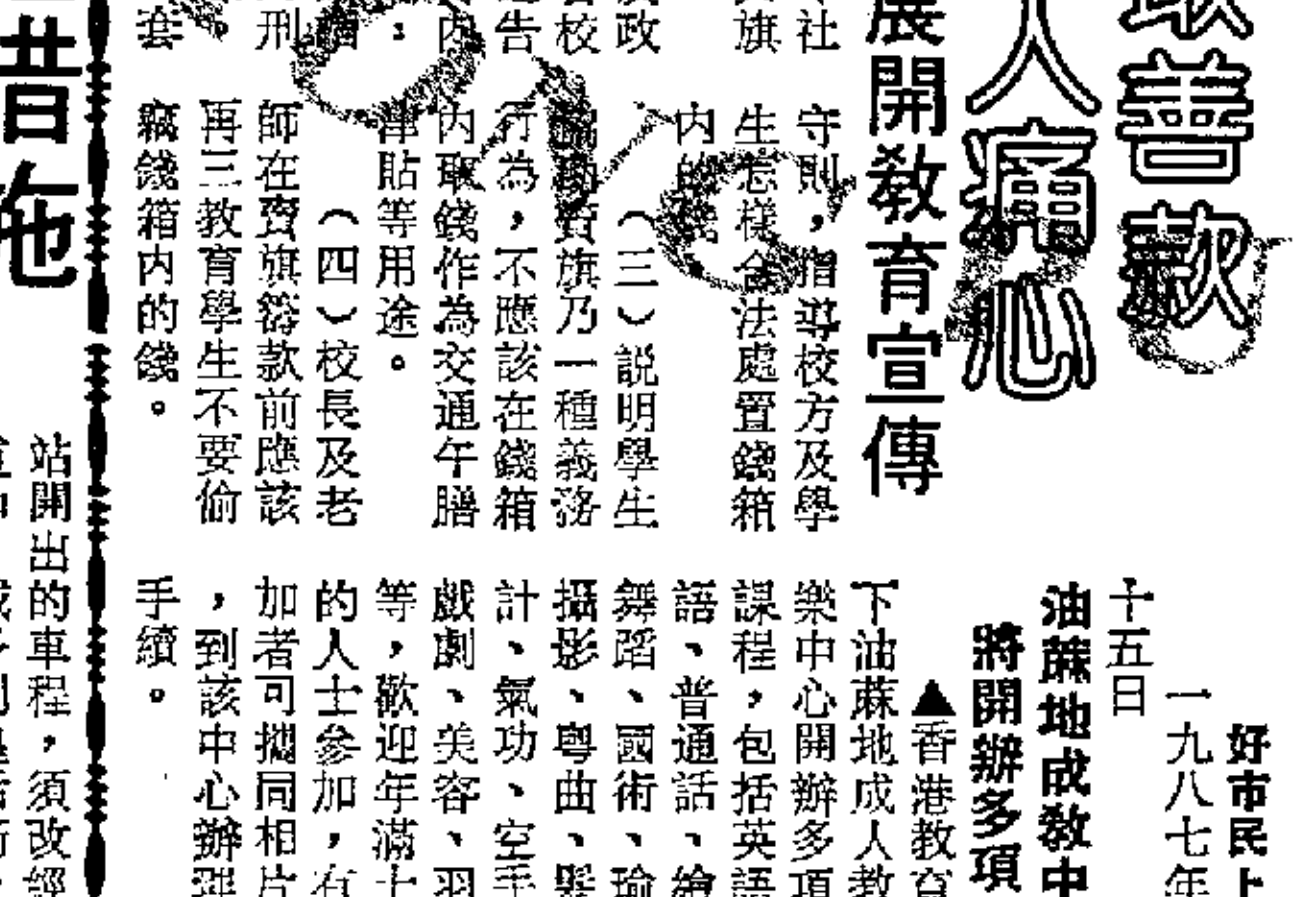 善款
人痛心
展開教育宣傳
社
旗
政
校
告
內
刑
套
守則，指導校方及學
生怎樣合法處置錢箱
內的錢
（三）説明學生
協助賣旗乃一種義務
行為，不應該在錢箱
內取錢作為交通午膳
津貼等用途。
（四）校長及老
師在賣旗籌款前應該
再三教育學生不要偷
竊錢箱內的錢。
好市民
一九八七年
十五日
油蔴地成敎中
將開辦多項
▲香港教育
下油蔴地成人教
樂中心開辦多項
課程，包括英語
語、普通話、繪
舞蹈、國術、瑜
攝影、粵曲、髮
計、氣功、空手
戲劇、美容、羽
等，歡迎年滿十
的人士參加，有
加者可攜同相片
，到該中心辦理
手續。
昔拖
站開出的車程，須改經